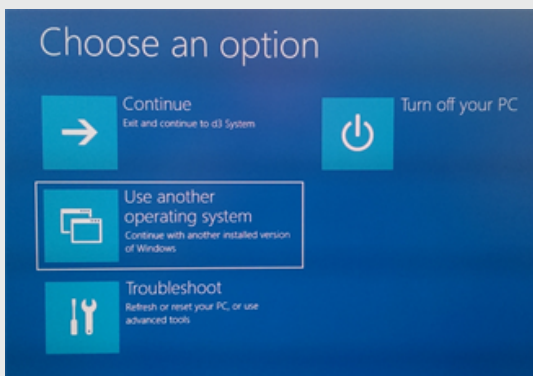 Choose an option
Continue
Exit and continue to d3 System
Turn off your PC
Use another
operating system
Continue with another installed version
of Windows
Troubleshoot
Refresh or reset your PC, or use
advanced tools